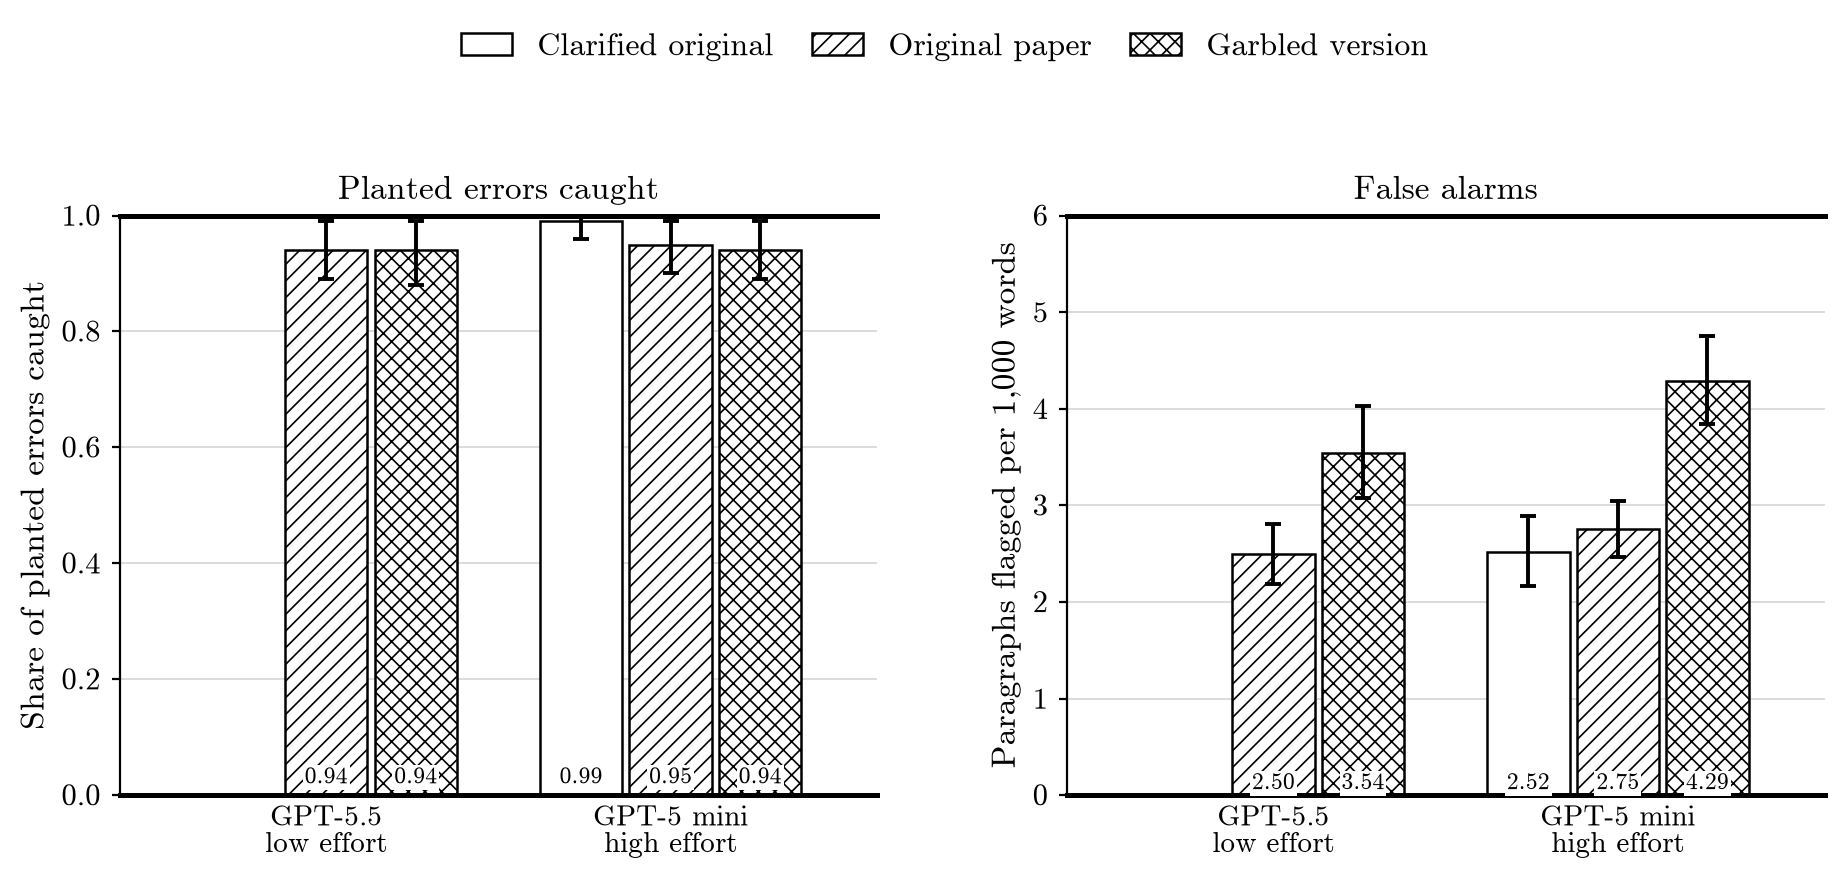 Clarified original
Original paper
Garbled version
Planted errors caught
Share of planted errors caught
1.0
0.8
0.6
0.4
0.2
0.0
0.94
0.94
0.99
0.95
0.94
GPT-5.5
low effort
GPT-5 mini
high effort
False alarms
Paragraphs flagged per 1,000 words
6
5
4
3
2
1
0
2.50
3.54
2.52
2.75
4.29
GPT-5.5
low effort
GPT-5 mini
high effort